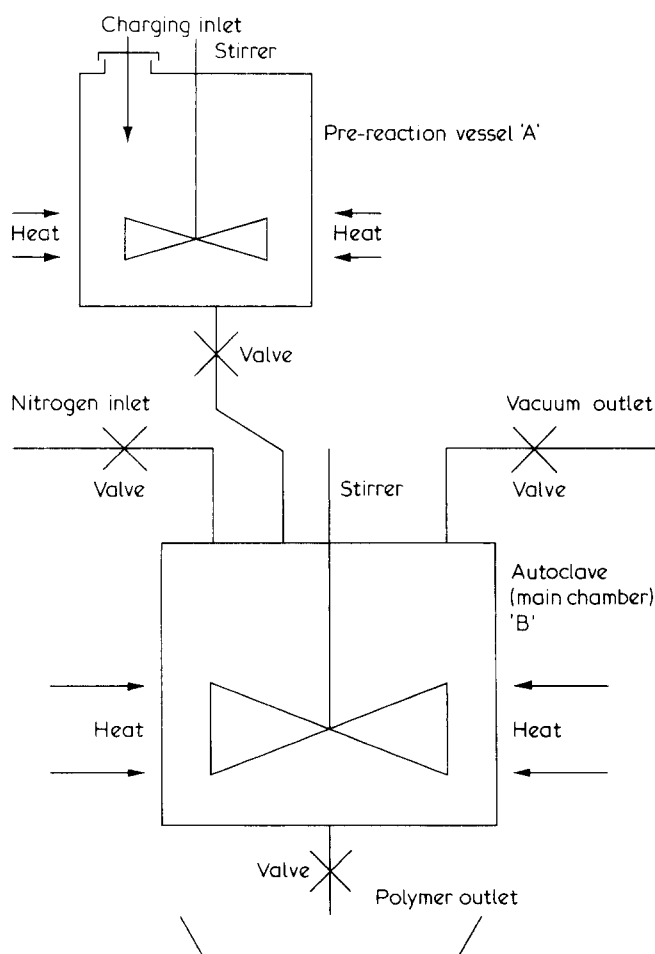 Charging inlet
Stirrer
Pre-reaction vessel 'A'
Heat
Heat
Valve
Nitrogen inlet
Vacuum outlet
Valve
Stirrer
Valve
Autoclave
(main chamber)
'B'
Heat
Heat
Valve
Polymer outlet